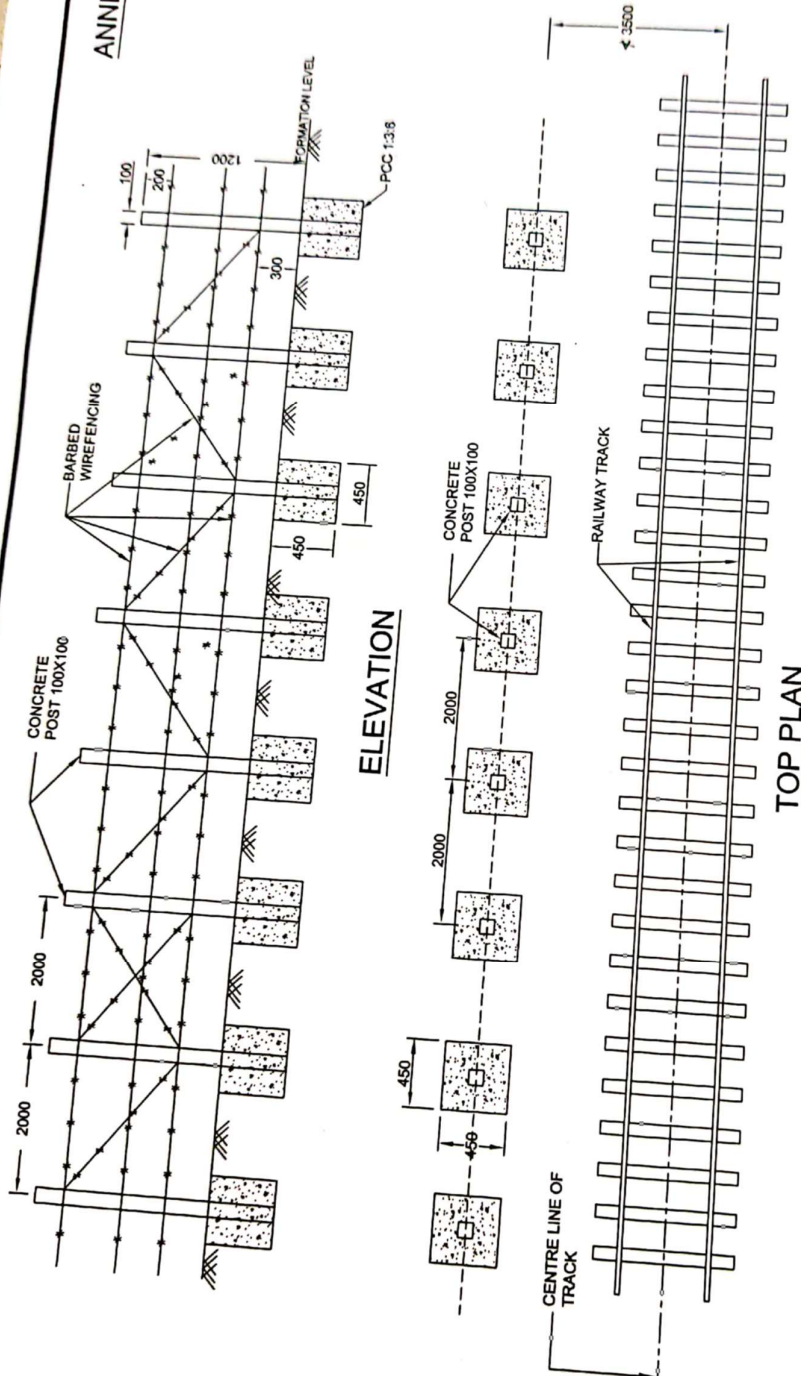 ANNE
CONCRETE
POST 100X100
BARBED
WIREFENCING
100
200
1200
FORMATION LEVEL
300
PCC 1:3:6
2000
2000
450
450
ELEVATION
CONCRETE
POST 100X100
2000
2000
450
450
3500
CENTRE LINE OF
TRACK
RAILWAY TRACK
TOP PLAN